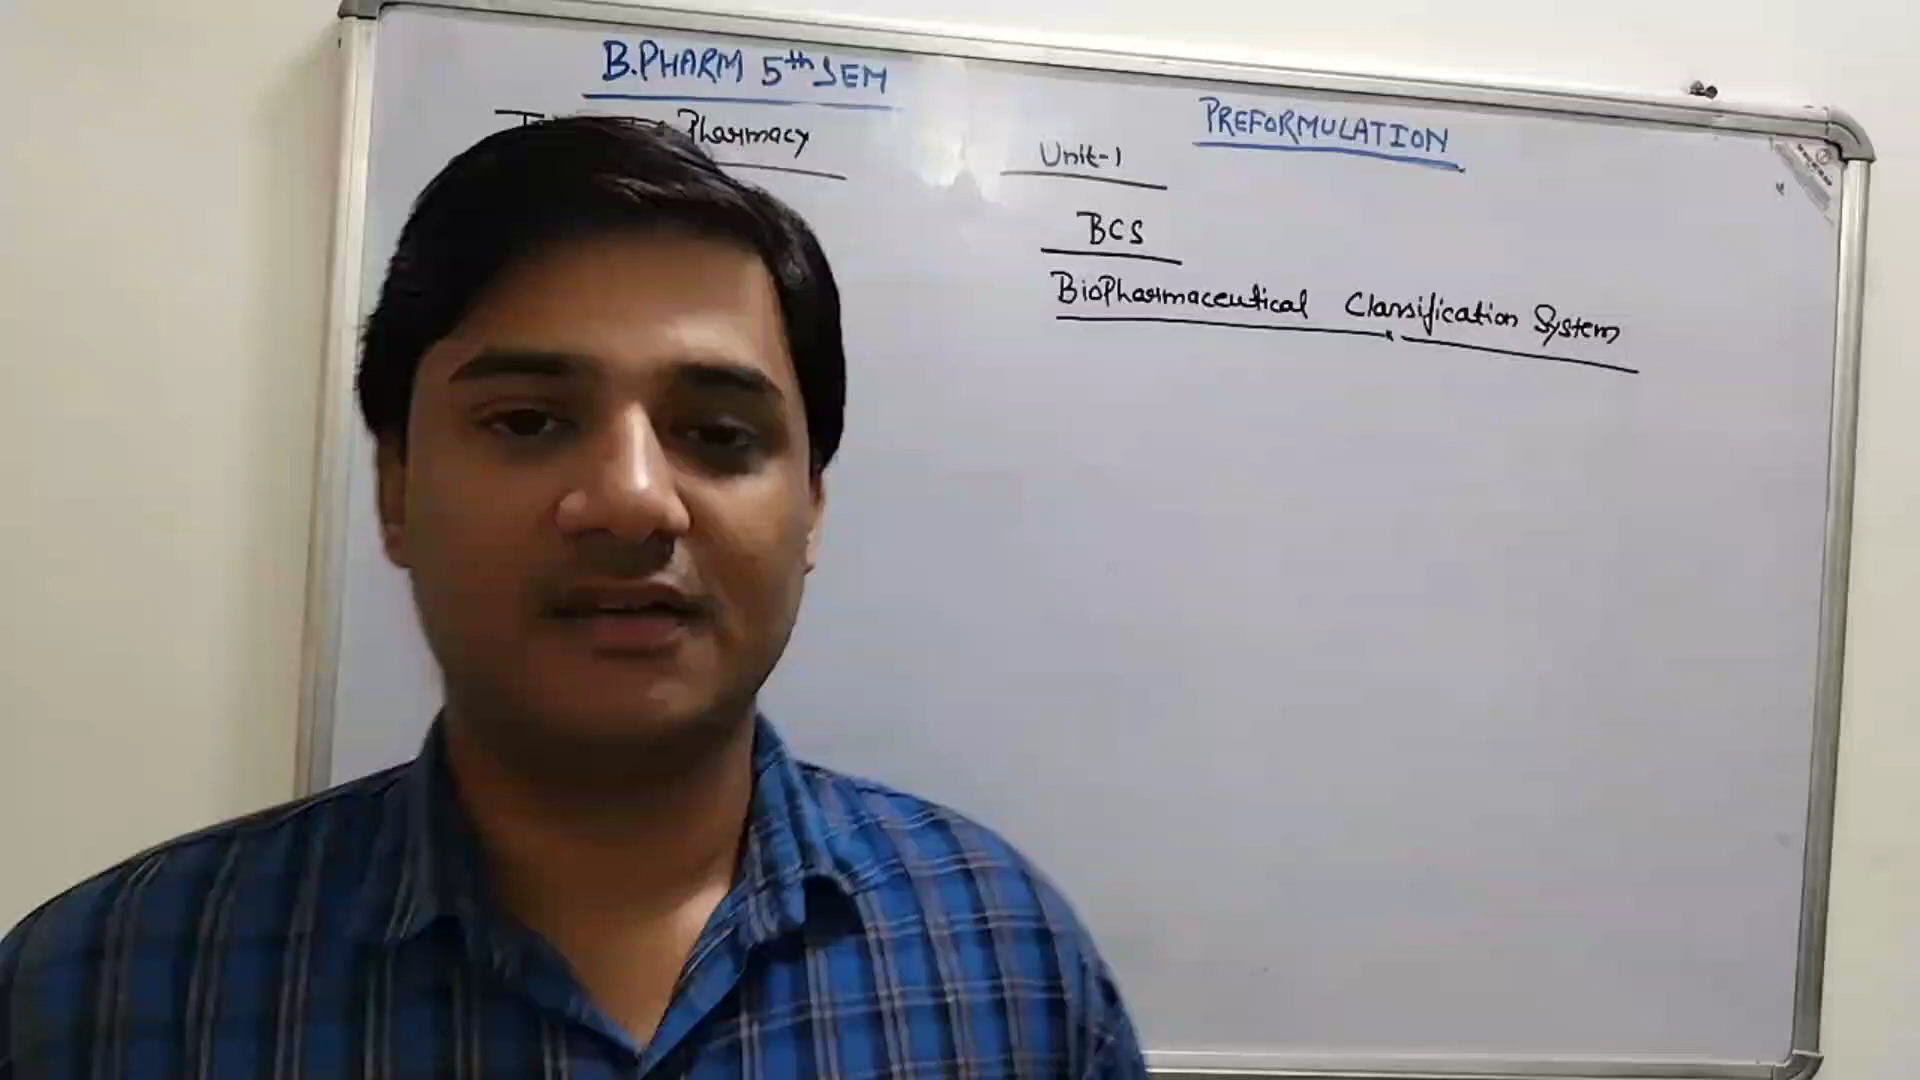 B.PHARM 5th SEM
Pharmacy
PREFORMULATION
Unit-1
BCS
BioPharmaceutical Classification System